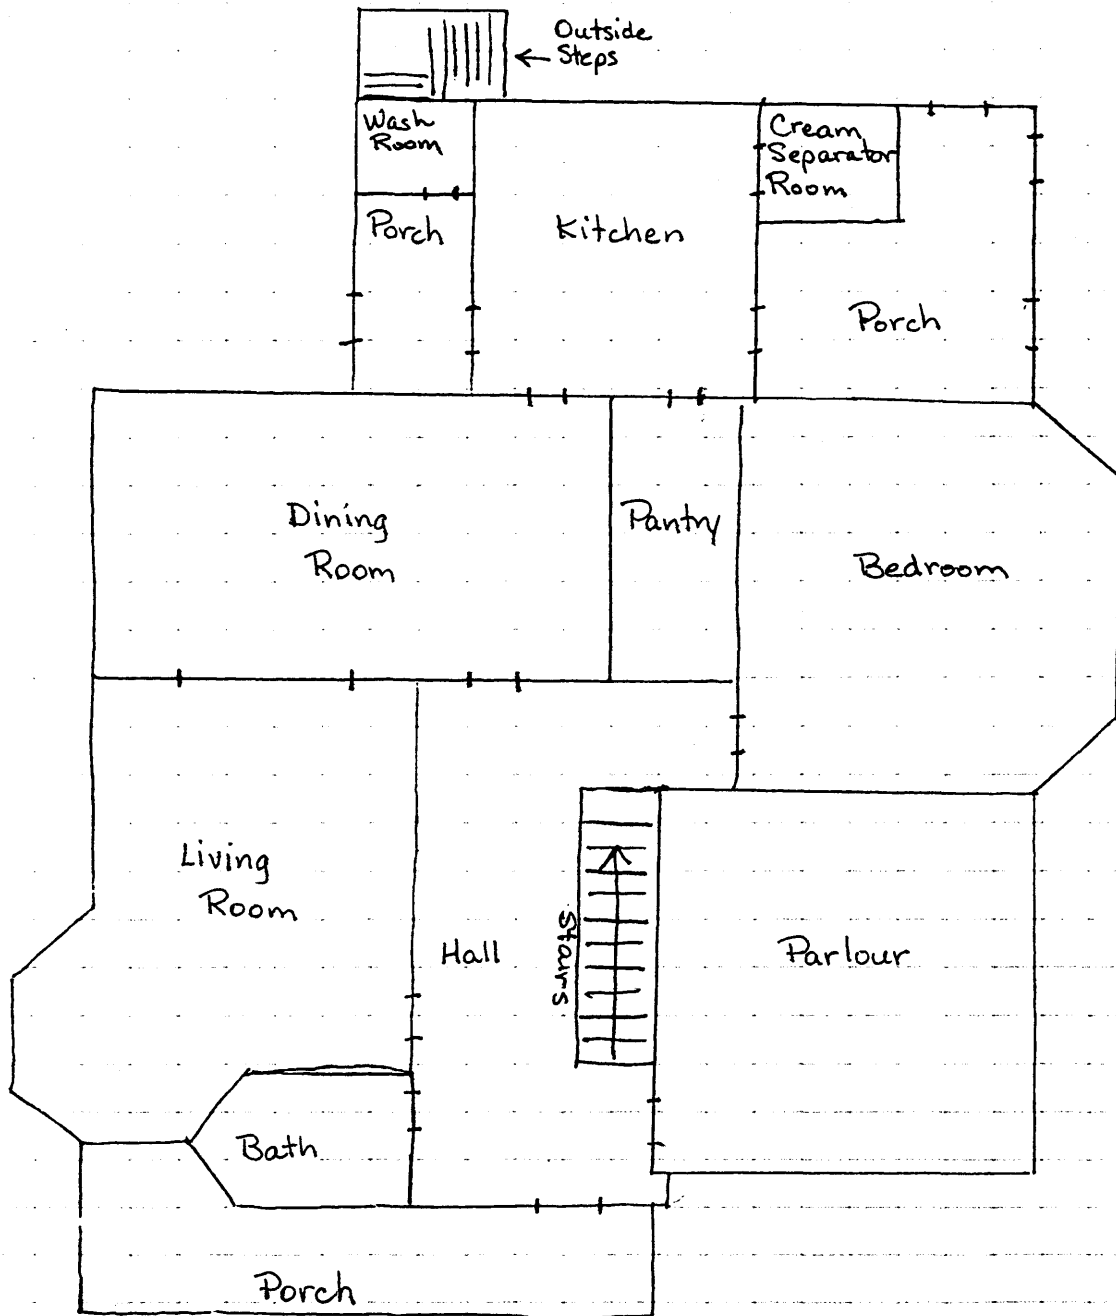 Outside
Steps
Wash
Room
Cream
Separator
Room
Porch
Kitchen
Porch
Dining
Room
Pantry
Bedroom
Living
Room
Hall
Stairs
Parlour
Bath
Porch